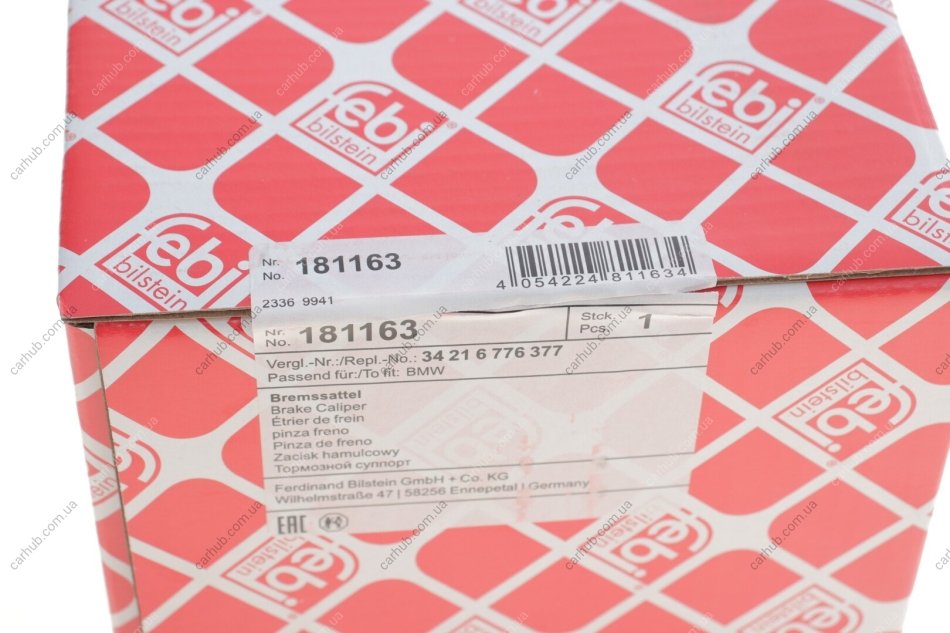 febi
bilstein
Nr.
No. 181163
4 054224 811634
2336 9941
Nr.
No. 181163
Stck.
Pcs. 1
Vergl.-Nr.:/Repl.-No.: 34 21 6 776 377
Passend für:/To fit: BMW
Bremssattel
Brake Caliper
Étrier de frein
pinza freno
Pinza de freno
Zacisk hamulcowy
Тормозной суппорт
Ferdinand Bilstein GmbH + Co. KG
Wilhelmstraße 47 | 58256 Ennepetal | Germany
EAC
carhub.com.ua